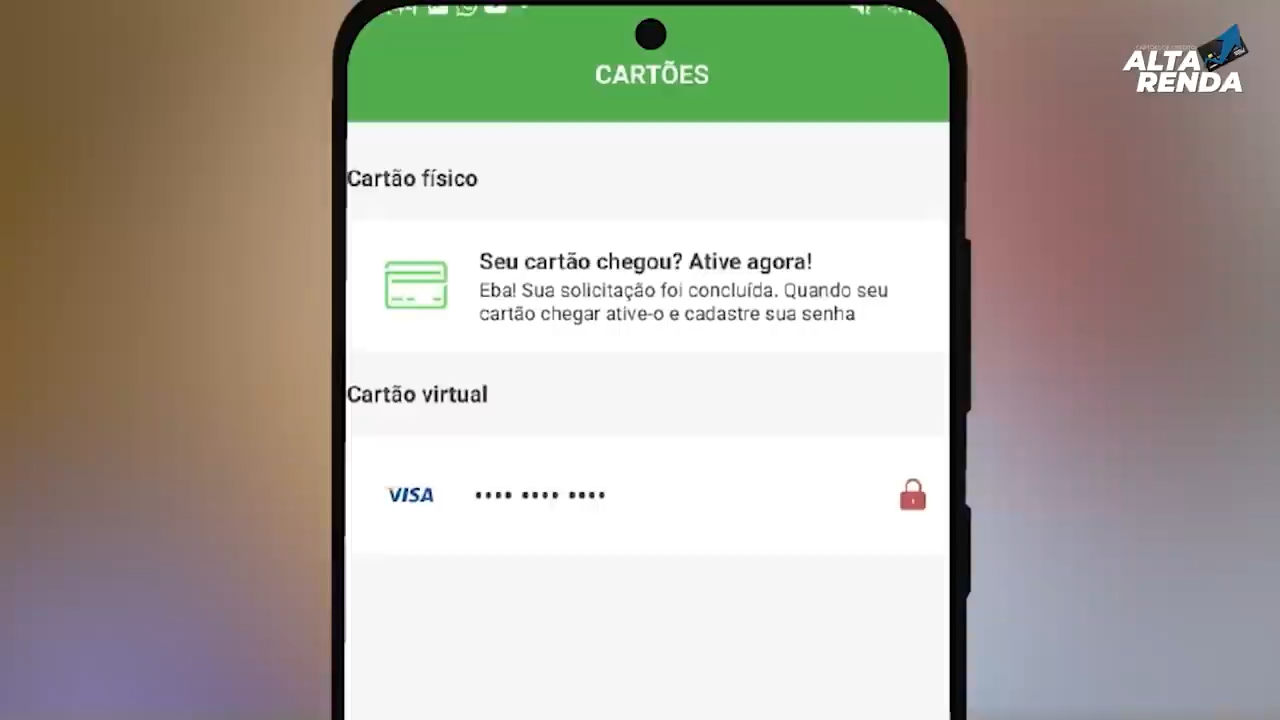 CARTÕES
ALTA
RENDA
Cartão físico
Seu cartão chegou? Ative agora!
Eba! Sua solicitação foi concluída. Quando seu
cartão chegar ative-o e cadastre sua senha
Cartão virtual
VISA •••• •••• ••••